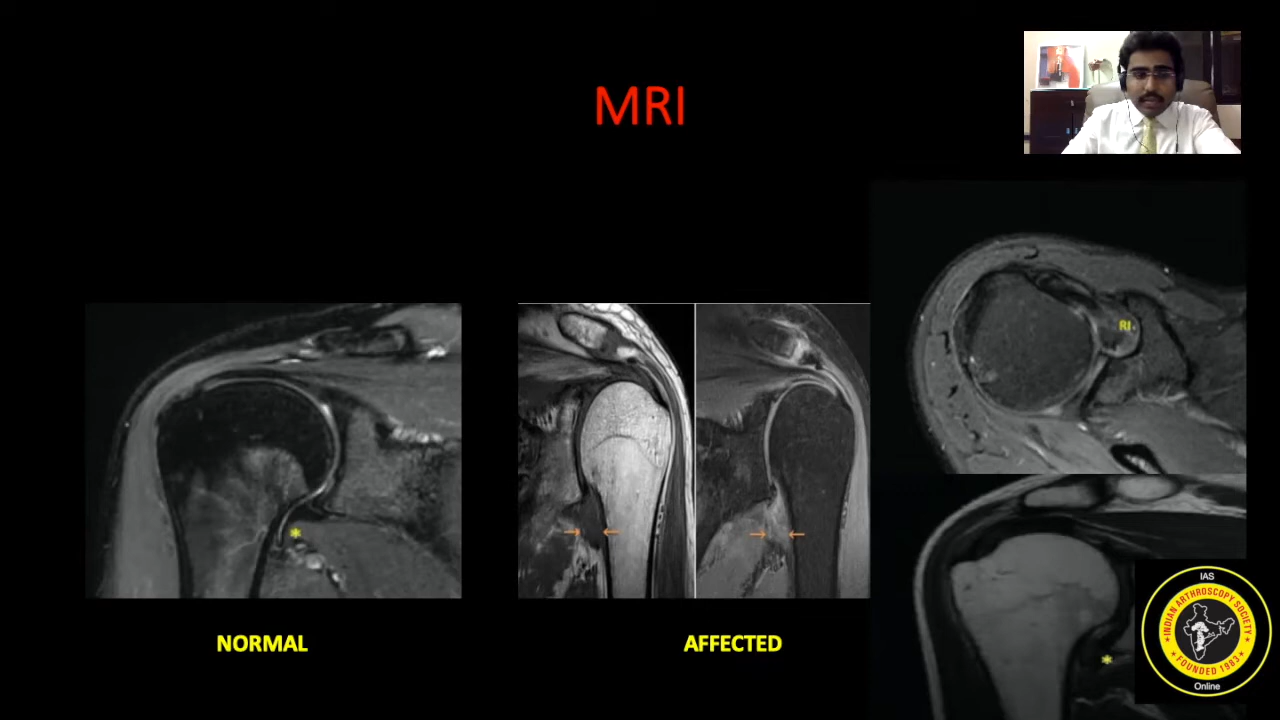 MRI
RI
*
*
NORMAL
AFFECTED
IAS
INDIAN ARTHROSCOPY SOCIETY
FOUNDED 1983
Online